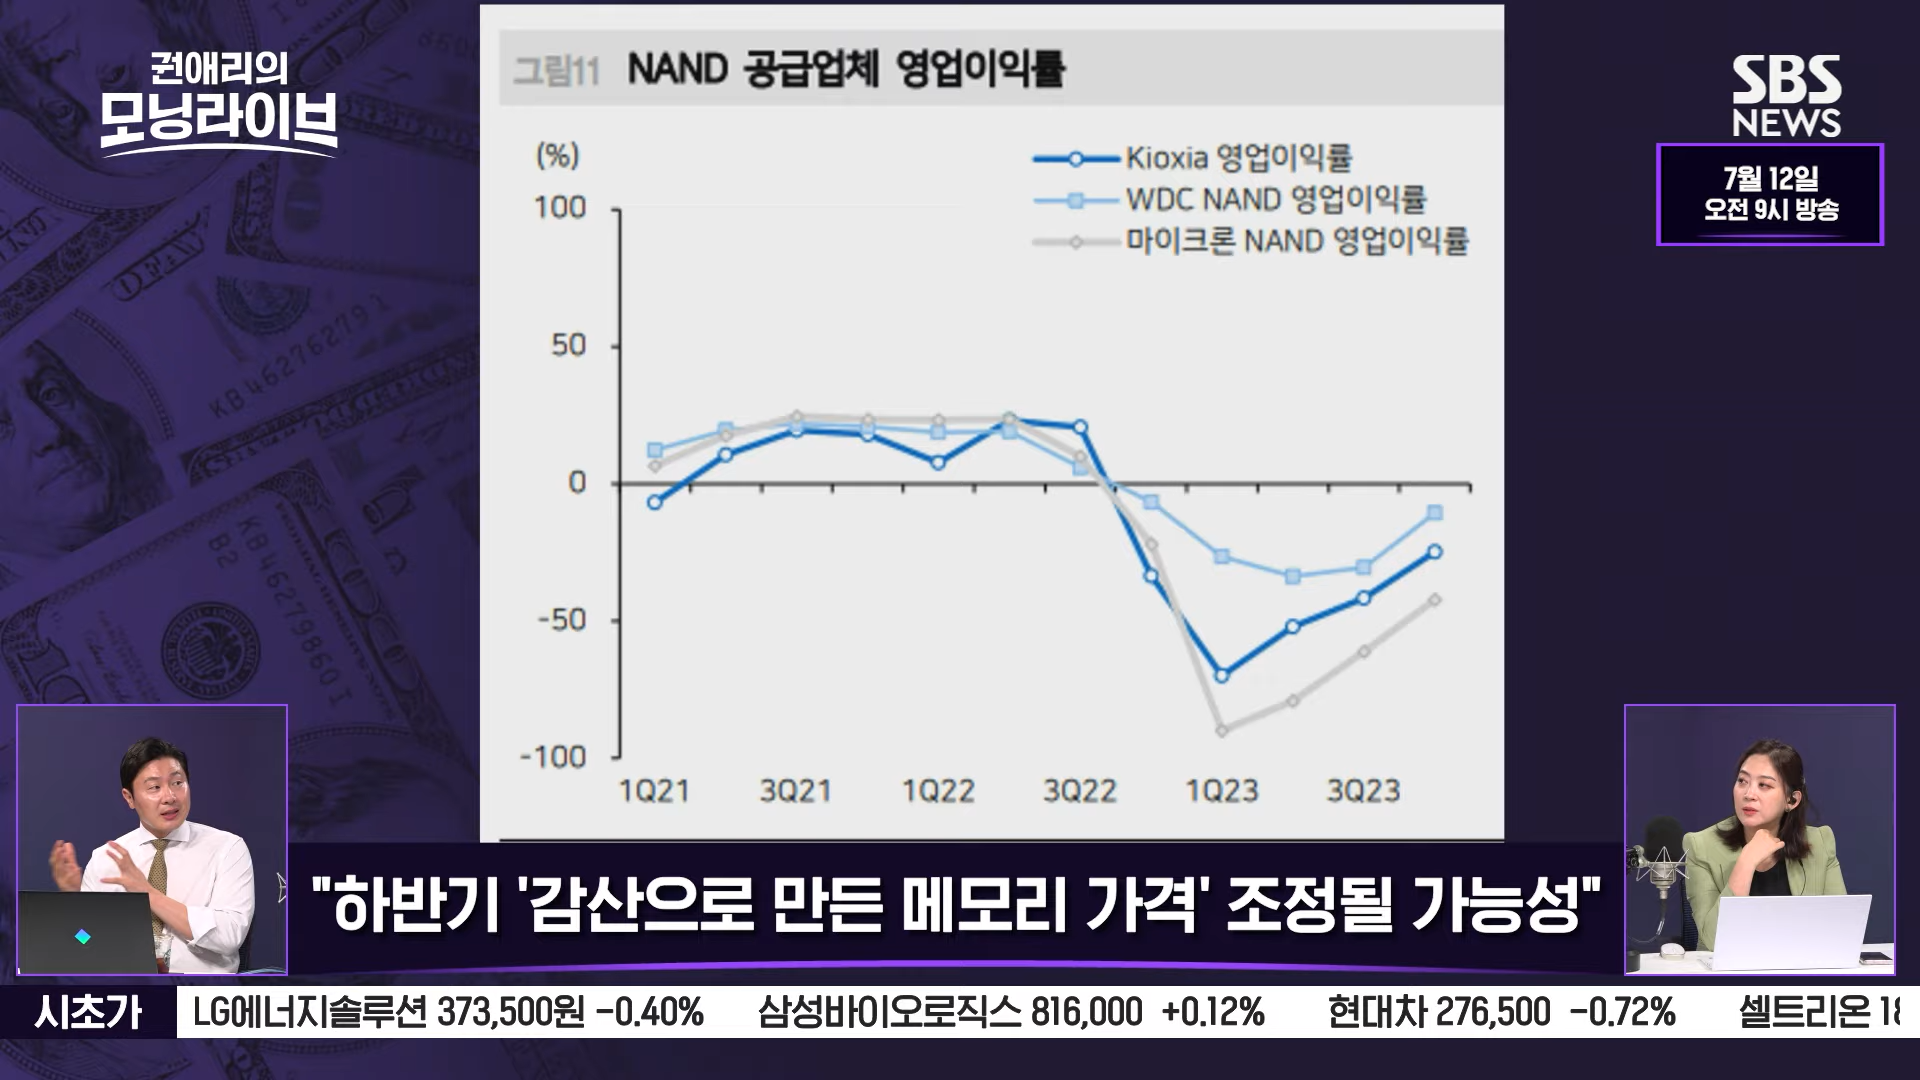 권애리의
모닝라이브
그림11 NAND 공급업체 영업이익률
SBS
NEWS
7월 12일
오전 9시 방송
(%)
Kioxia 영업이익률
WDC NAND 영업이익률
마이크론 NAND 영업이익률
100
50
0
-50
-100
1Q21 3Q21 1Q22 3Q22 1Q23 3Q23
"하반기 '감산으로 만든 메모리 가격' 조정될 가능성"
시초가 LG에너지솔루션 373,500원 -0.40% 삼성바이오로직스 816,000 +0.12% 현대차 276,500 -0.72% 셀트리온 18
KB46276279 I
KB46279860 I
B2